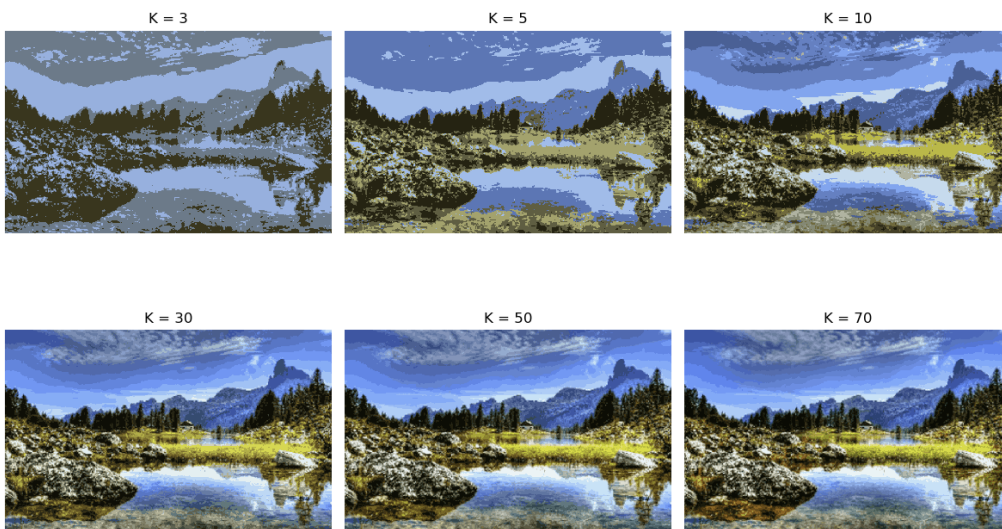 K = 3
K = 5
K = 10
K = 30
K = 50
K = 70